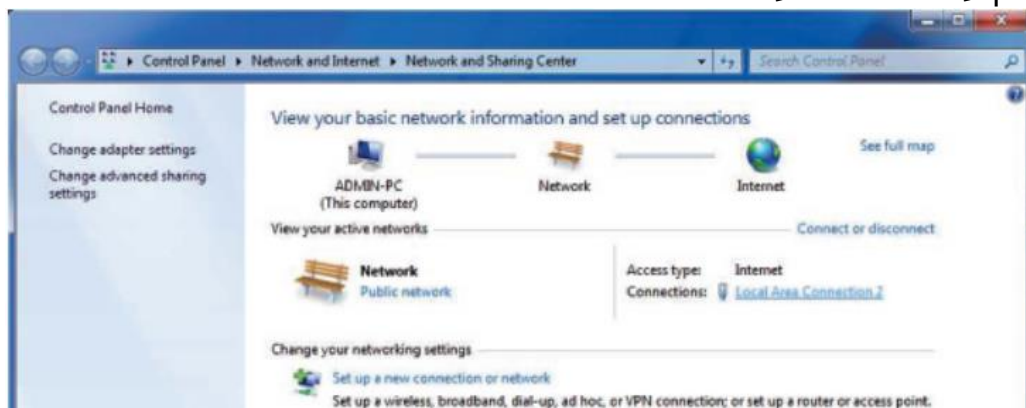 Control Panel ▸ Network and Internet ▸ Network and Sharing Center
Search Control Panel
Control Panel Home
Change adapter settings
Change advanced sharing
settings
View your basic network information and set up connections
See full map
ADMIN-PC
(This computer)
Network
Internet
View your active networks
Connect or disconnect
Network
Public network
Access type: Internet
Connections: Local Area Connection 2
Change your networking settings
Set up a new connection or network
Set up a wireless, broadband, dial-up, ad hoc, or VPN connection; or set up a router or access point.